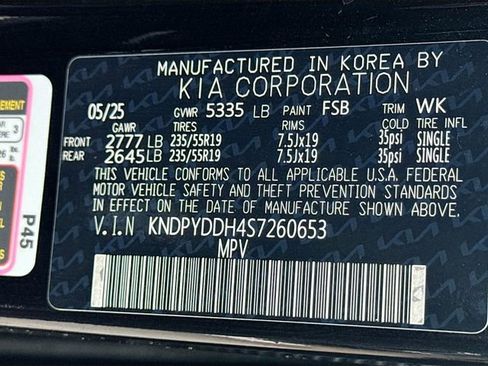 MANUFACTURED IN KOREA BY
KIA CORPORATION
05/25 GVWR 5335 LB PAINT FSB TRIM WK
GAWR TIRES RIMS COLD TIRE INFL
FRONT 2777 LB 235/55R19 7.5Jx19 35psi SINGLE
REAR 2645 LB 235/55R19 7.5Jx19 35psi SINGLE
THIS VEHICLE CONFORMS TO ALL APPLICABLE U.S.A. FEDERAL
MOTOR VEHICLE SAFETY AND THEFT PREVENTION STANDARDS
IN EFFECT ON THE DATE OF MANUFACTURE SHOWN ABOVE.
V.I.N KNDPYDDH4S7260653
MPV
P45